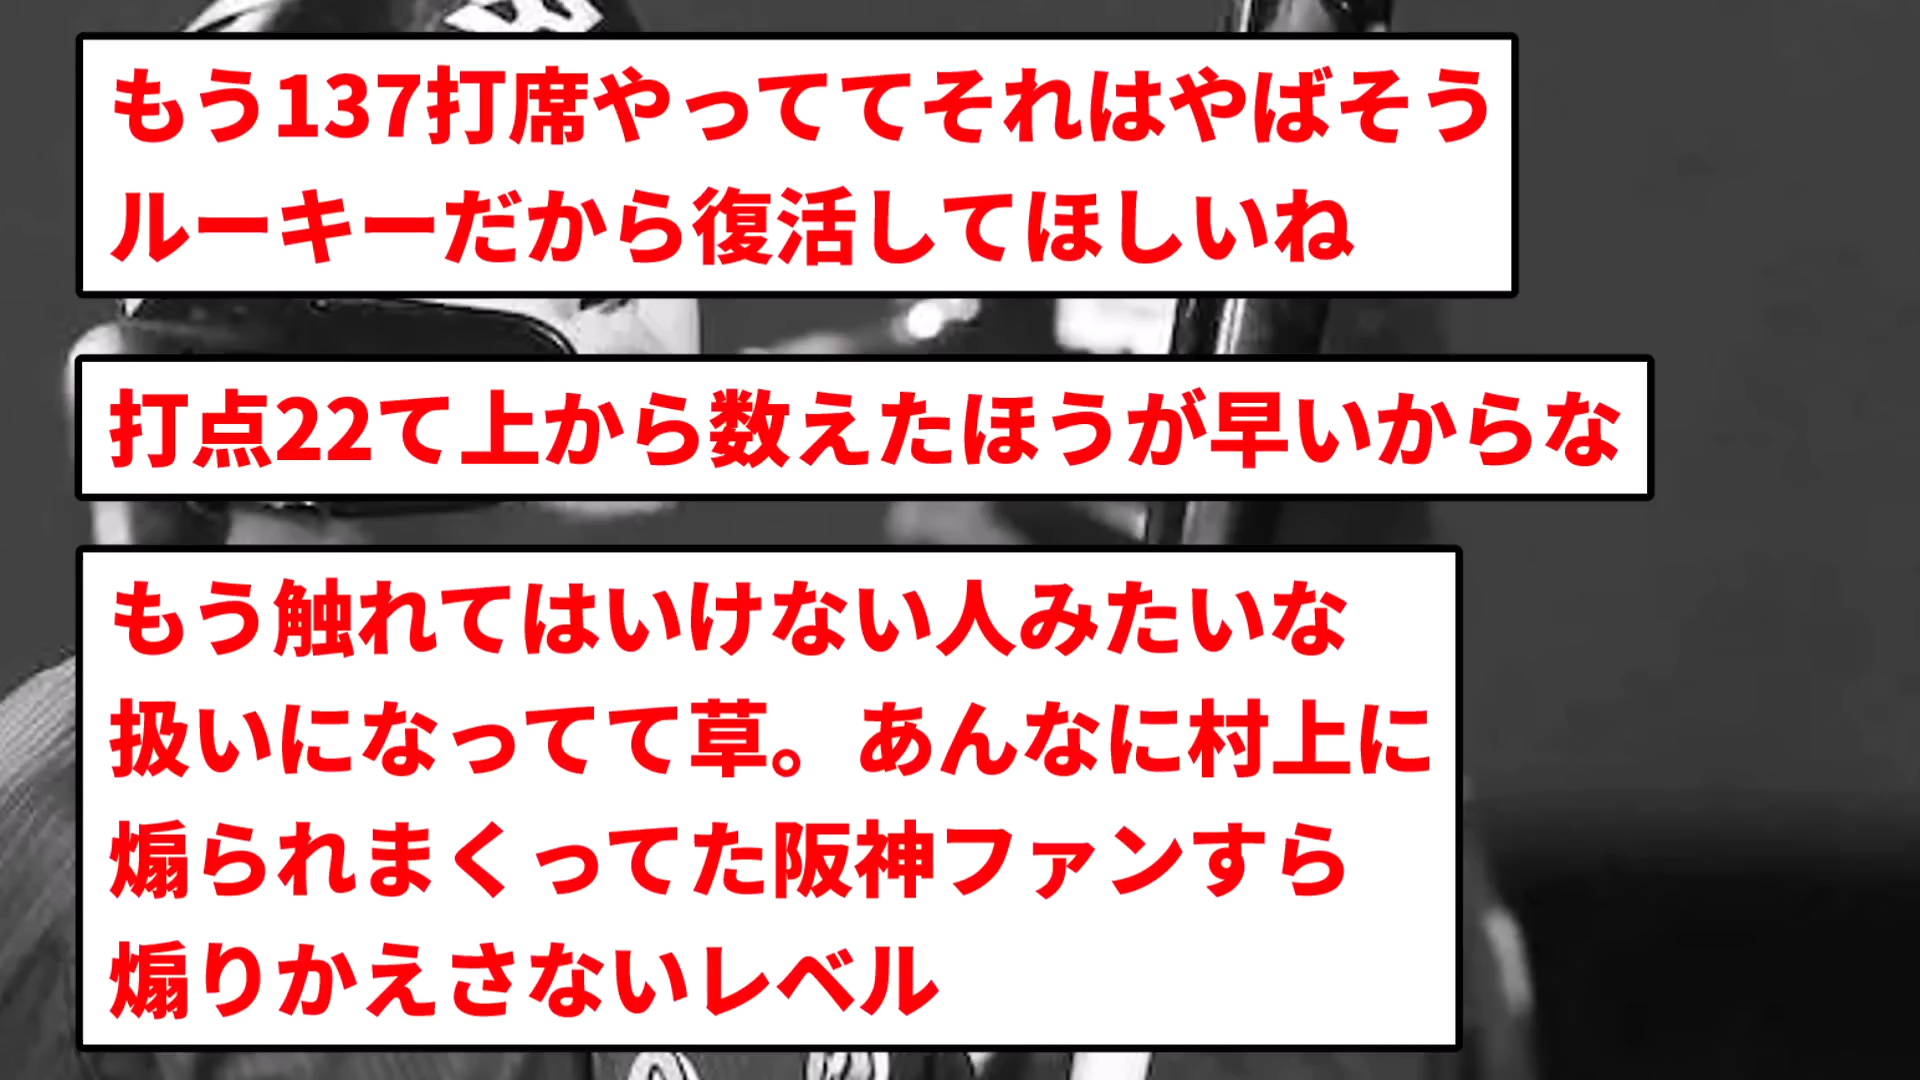 もう137打席やっててそれはやばそう
ルーキーだから復活してほしいね
打点22て上から数えたほうが早いからな
もう触れてはいけない人みたいな
扱いになってて草。あんなに村上に
煽られまくってた阪神ファンすら
煽りかえさないレベル